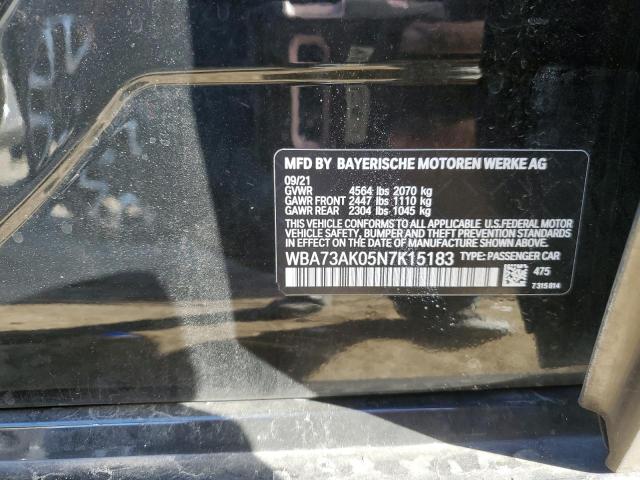 MFD BY BAYERISCHE MOTOREN WERKE AG
09/21
GVWR 4564 lbs 2070 kg
GAWR FRONT 2447 lbs 1110 kg
GAWR REAR 2304 lbs 1045 kg
THIS VEHICLE CONFORMS TO ALL APPLICABLE U.S.FEDERAL MOTOR
VEHICLE SAFETY, BUMPER AND THEFT PREVENTION STANDARDS
IN EFFECT ON THE DATE OF MANUFACTURE SHOWN ABOVE.
WBA73AK05N7K15183 TYPE: PASSENGER CAR
475
7315814